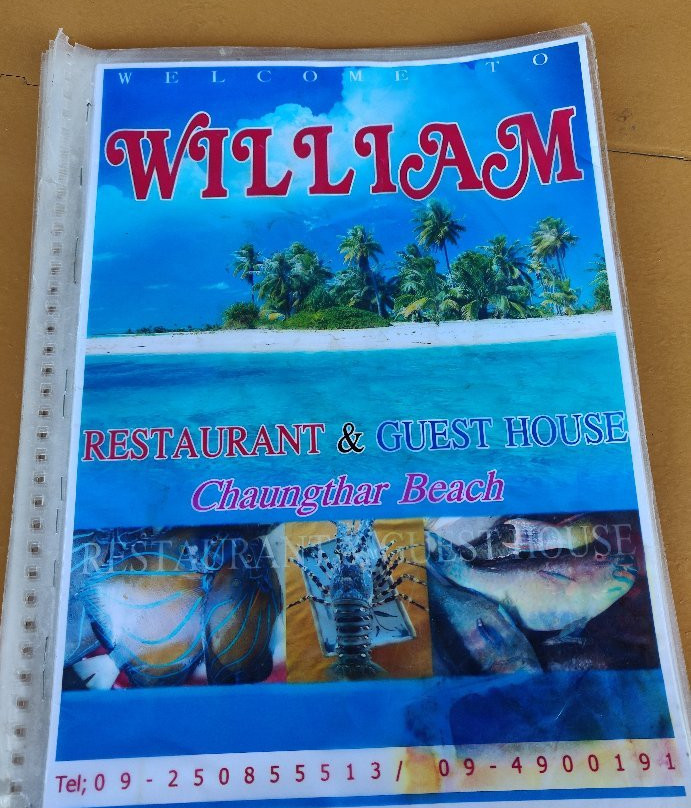 WELCOME TO
WILLIAM
RESTAURANT & GUEST HOUSE
Chaungthar Beach
RESTAURANT & GUEST HOUSE
Tel; 09-250855513/ 09-4900191